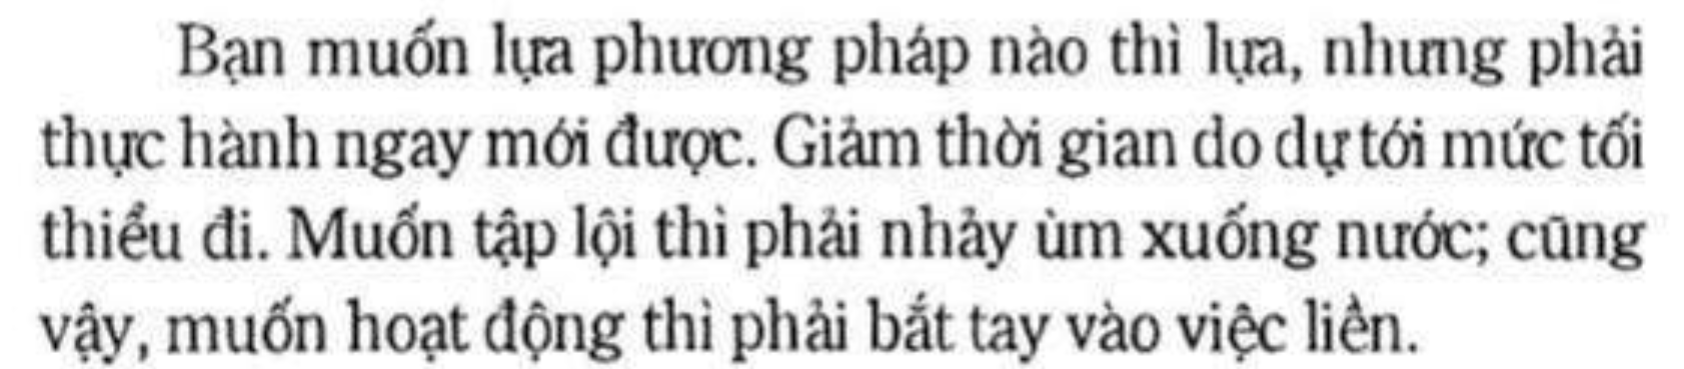 Bạn muốn lựa phương pháp nào thì lựa, nhưng phải
thực hành ngay mới được. Giảm thời gian do dự tới mức tối
thiểu đi. Muốn tập lội thì phải nhảy ùm xuống nước; cũng
vậy, muốn hoạt động thì phải bắt tay vào việc liền.